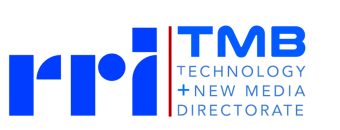 rri
TMB
TECHNOLOGY
+NEW MEDIA
DIRECTORATE